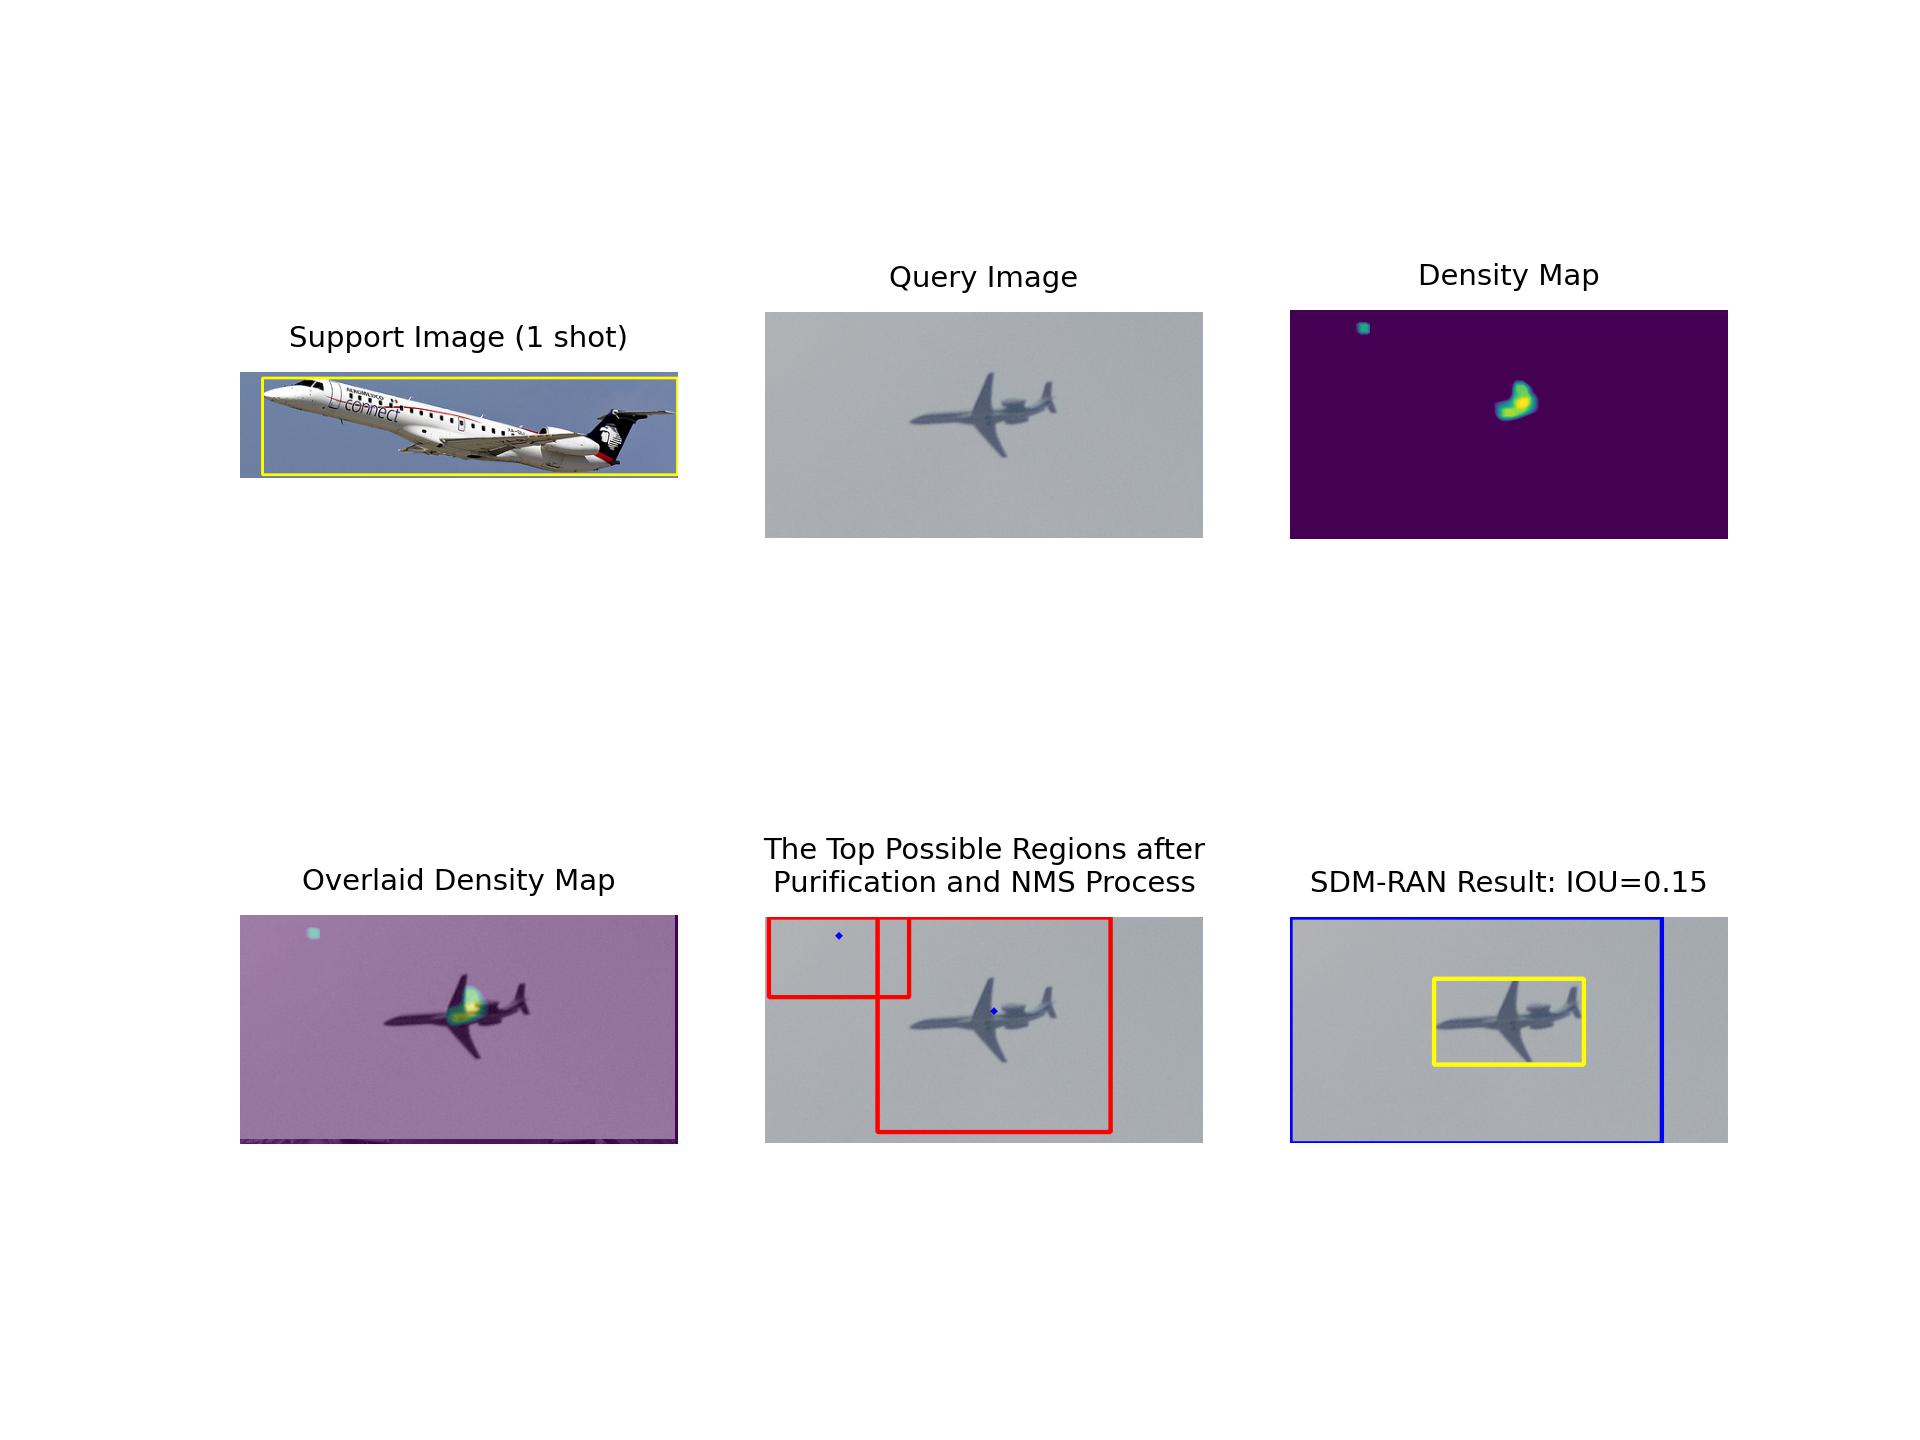 Support Image (1 shot)
AEROMEXICO
connect
Query Image
Density Map
Overlaid Density Map
The Top Possible Regions after
Purification and NMS Process
SDM-RAN Result: IOU=0.15